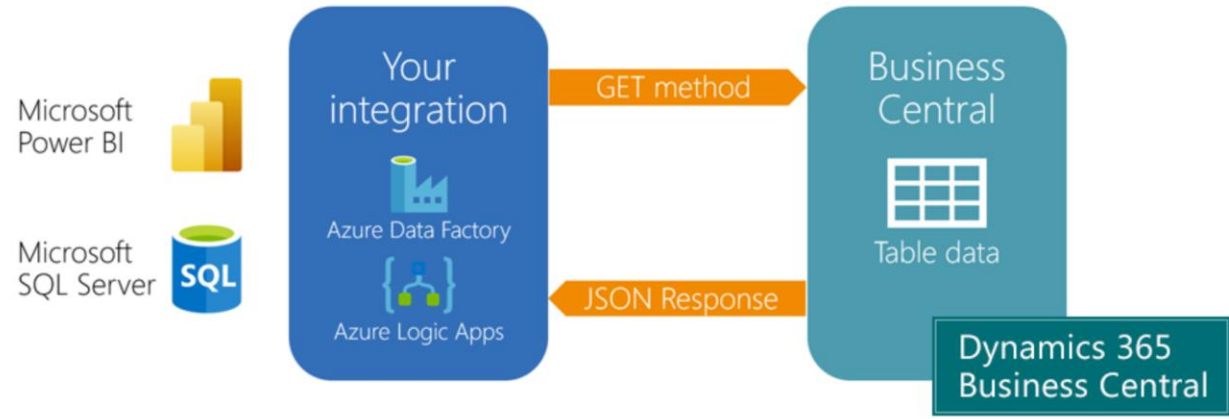 Microsoft
Power BI
Microsoft
SQL Server
SQL
Your
integration
Azure Data Factory
Azure Logic Apps
GET method
JSON Response
Business
Central
Table data
Dynamics 365
Business Central